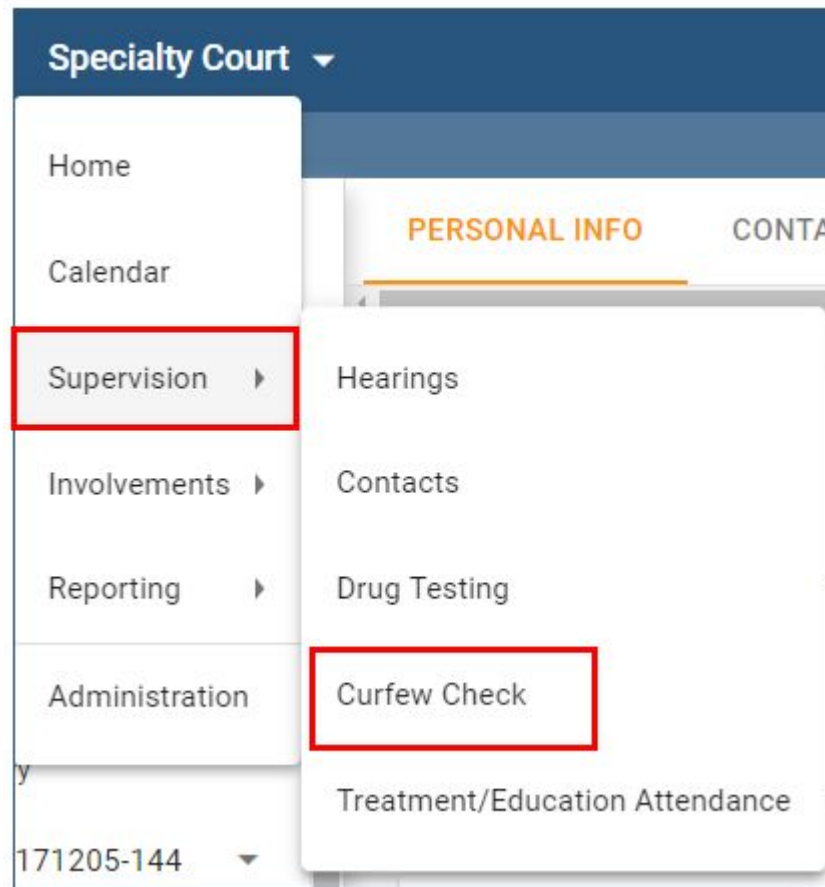 Specialty Court
Home
Calendar
Supervision
Involvements
Reporting
Administration
PERSONAL INFO
CONTA
Hearings
Contacts
Drug Testing
Curfew Check
Treatment/Education Attendance
y
171205-144